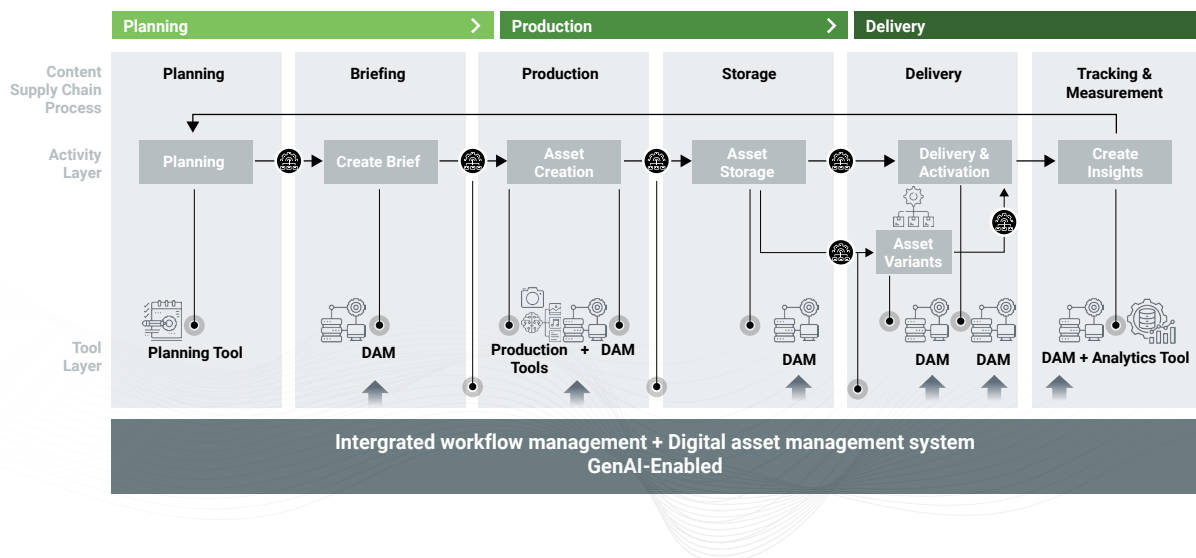 Planning
Production
Delivery
Content
Supply Chain
Process
Planning
Briefing
Production
Storage
Delivery
Tracking &
Measurement
Activity
Layer
Planning
Create Brief
Asset
Creation
Asset
Storage
Delivery &
Activation
Create
Insights
Asset
Variants
Tool
Layer
Planning Tool
DAM
Production + DAM
Tools
DAM
DAM
DAM
DAM + Analytics Tool
Intergrated workflow management + Digital asset management system
GenAI-Enabled